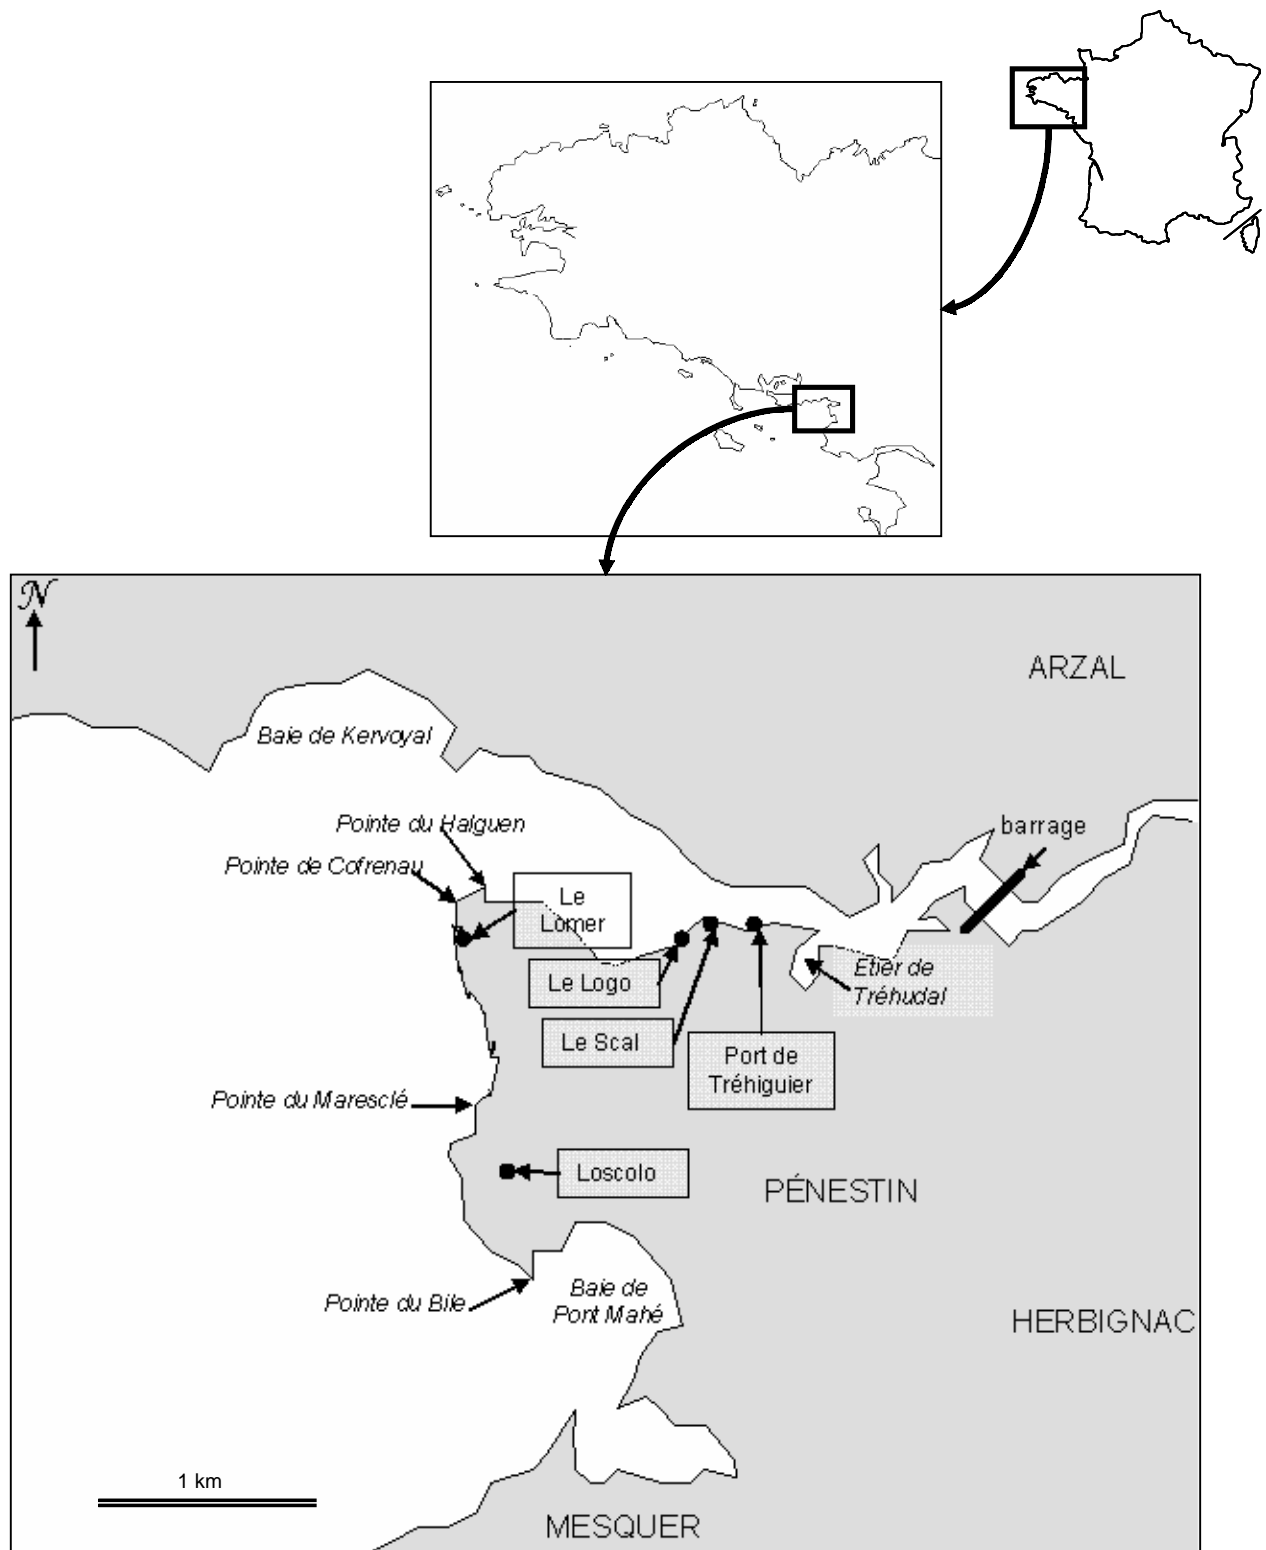 N
ARZAL
Baie de Kervoyal
Pointe du Halguen
barrage
Pointe de Cofrenau
Le
Lomer
Le Logo
Etier de
Tréhudal
Le Scal
Port de
Tréhiguier
Pointe du Maresclé
Loscolo
PÉNESTIN
Pointe du Bile
Baie de
Pont Mahé
HERBIGNAC
1 km
MESQUER